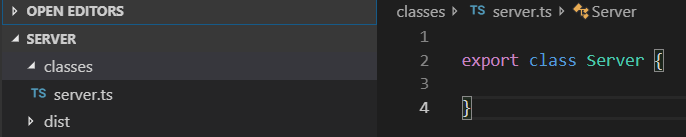 OPEN EDITORS
SERVER
classes
TS server.ts
dist
classes > TS server.ts > Server
1
2 export class Server {
3
4 }